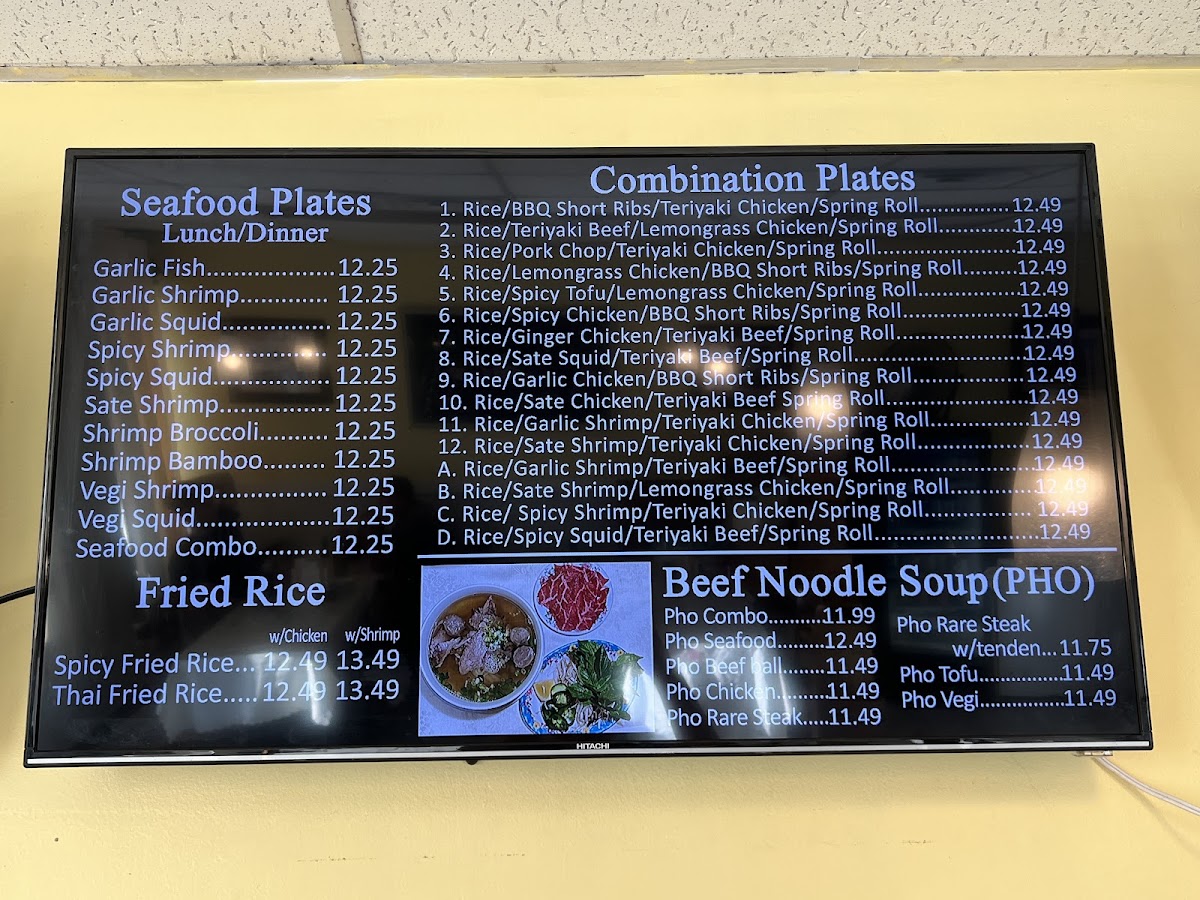 Seafood Plates
Lunch/Dinner
Garlic Fish....................12.25
Garlic Shrimp.............. 12.25
Garlic Squid................. 12.25
Spicy Shrimp............... 12.25
Spicy Squid.................. 12.25
Sate Shrimp................. 12.25
Shrimp Broccoli........... 12.25
Shrimp Bamboo.......... 12.25
Vegi Shrimp................. 12.25
Vegi Squid.................... 12.25
Seafood Combo...........12.25
Fried Rice
w/Chicken w/Shrimp
Spicy Fried Rice... 12.49 13.49
Thai Fried Rice..... 12.49 13.49
Combination Plates
1. Rice/BBQ Short Ribs/Teriyaki Chicken/Spring Roll...............12.49
2. Rice/Teriyaki Beef/Lemongrass Chicken/Spring Roll............12.49
3. Rice/Pork Chop/Teriyaki Chicken/Spring Roll.......................12.49
4. Rice/Lemongrass Chicken/BBQ Short Ribs/Spring Roll.........12.49
5. Rice/Spicy Tofu/Lemongrass Chicken/Spring Roll.................12.49
6. Rice/Spicy Chicken/BBQ Short Ribs/Spring Roll....................12.49
7. Rice/Ginger Chicken/Teriyaki Beef/Spring Roll.....................12.49
8. Rice/Sate Squid/Teriyaki Beef/Spring Roll............................12.49
9. Rice/Garlic Chicken/BBQ Short Ribs/Spring Roll...................12.49
10. Rice/Sate Chicken/Teriyaki Beef Spring Roll.......................12.49
11. Rice/Garlic Shrimp/Teriyaki Chicken/Spring Roll.................12.49
12. Rice/Sate Shrimp/Teriyaki Chicken/Spring Roll...................12.49
A. Rice/Garlic Shrimp/Teriyaki Beef/Spring Roll........................12.49
B. Rice/Sate Shrimp/Lemongrass Chicken/Spring Roll..............12.49
C. Rice/ Spicy Shrimp/Teriyaki Chicken/Spring Roll................... 12.49
D. Rice/Spicy Squid/Teriyaki Beef/Spring Roll...........................12.49
Beef Noodle Soup(PHO)
Pho Combo..........11.99
Pho Seafood.........12.49
Pho Beef ball........11.49
Pho Chicken.........11.49
Pho Rare Steak.....11.49
Pho Rare Steak
w/tenden...11.75
Pho Tofu................11.49
Pho Vegi................11.49
HITACHI